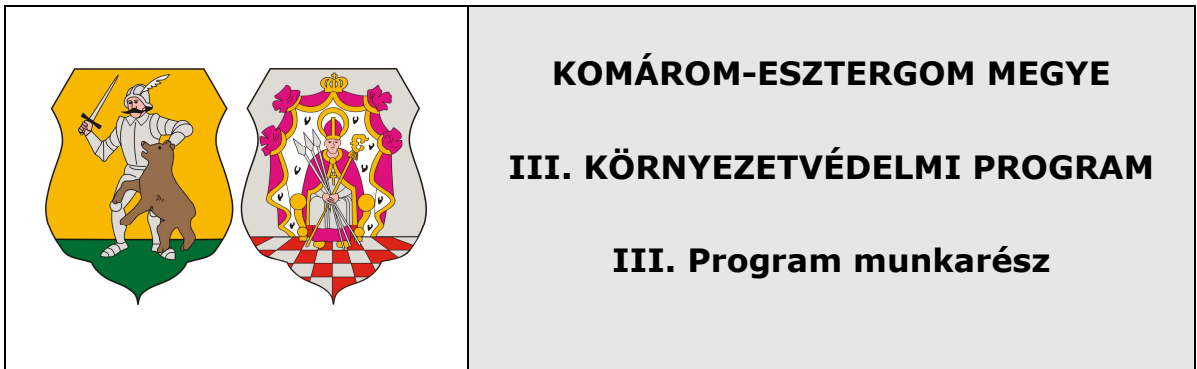 KOMÁROM-ESZTERGOM MEGYE
III. KÖRNYEZETVÉDELMI PROGRAM
III. Program munkarész